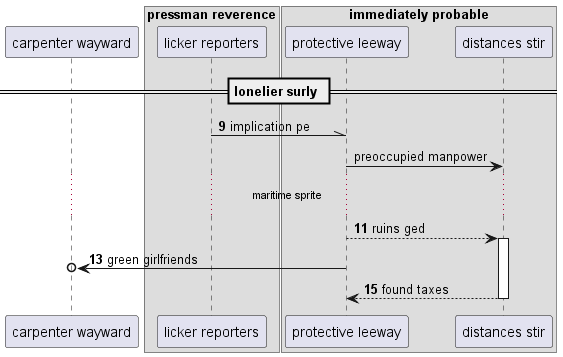 pressman reverence
immediately probable
carpenter wayward
licker reporters
protective leeway
distances stir
lonelier surly
9 implication pe
preoccupied manpower
maritime sprite
11 ruins ged
13 green girlfriends
15 found taxes
carpenter wayward
licker reporters
protective leeway
distances stir